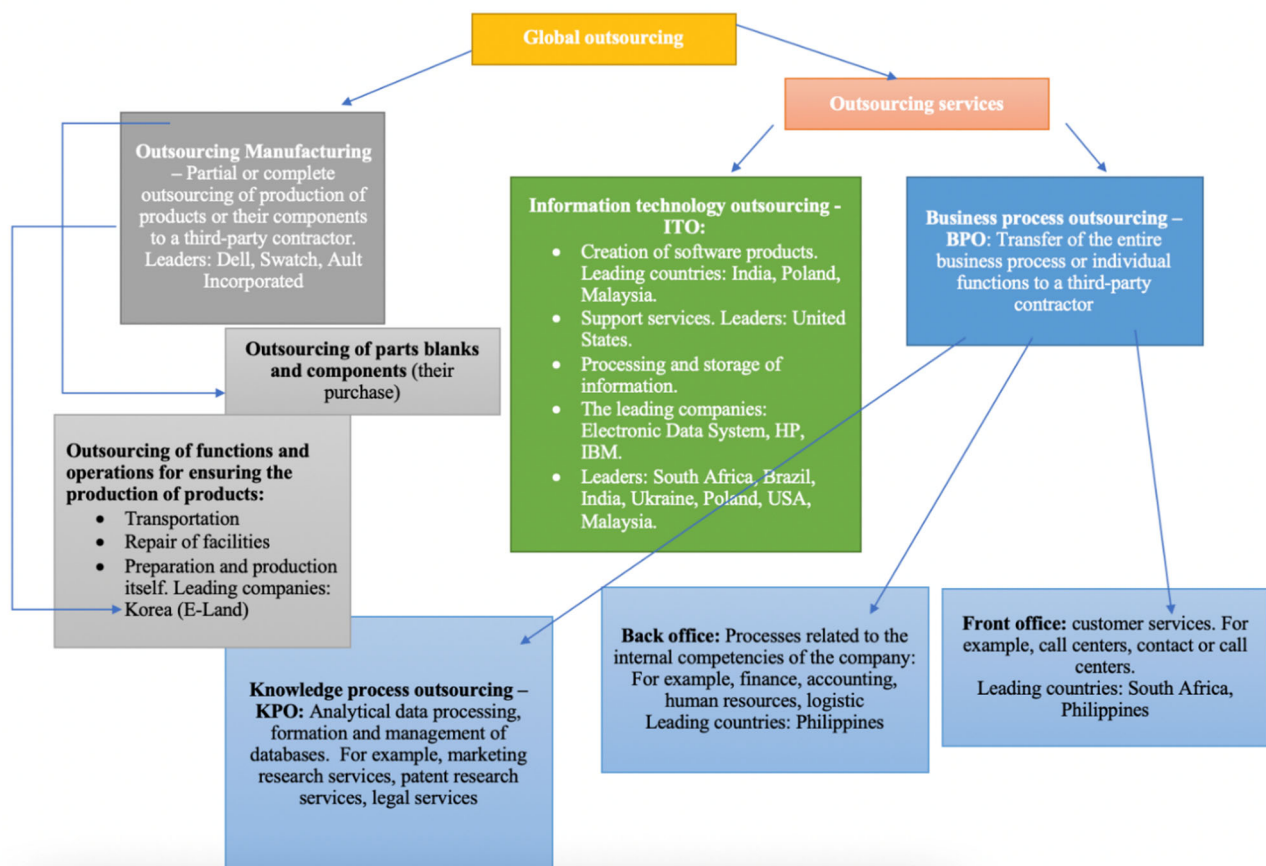 Global outsourcing
Outsourcing services
Outsourcing Manufacturing
– Partial or complete
outsourcing of production of
products or their components
to a third-party contractor.
Leaders: Dell, Swatch, Ault
Incorporated
Information technology outsourcing -
ITO:
• Creation of software products.
Leading countries: India, Poland,
Malaysia.
• Support services. Leaders: United
States.
• Processing and storage of
information.
• The leading companies:
Electronic Data System, HP,
IBM.
• Leaders: South Africa, Brazil,
India, Ukraine, Poland, USA,
Malaysia.
Business process outsourcing –
BPO: Transfer of the entire
business process or individual
functions to a third-party
contractor
Outsourcing of parts blanks
and components (their
purchase)
Outsourcing of functions and
operations for ensuring the
production of products:
• Transportation
• Repair of facilities
• Preparation and production
itself. Leading companies:
Korea (E-Land)
Knowledge process outsourcing –
KPO: Analytical data processing,
formation and management of
databases. For example, marketing
research services, patent research
services, legal services
Back office: Processes related to the
internal competencies of the company:
For example, finance, accounting,
human resources, logistic
Leading countries: Philippines
Front office: customer services. For
example, call centers, contact or call
centers.
Leading countries: South Africa,
Philippines